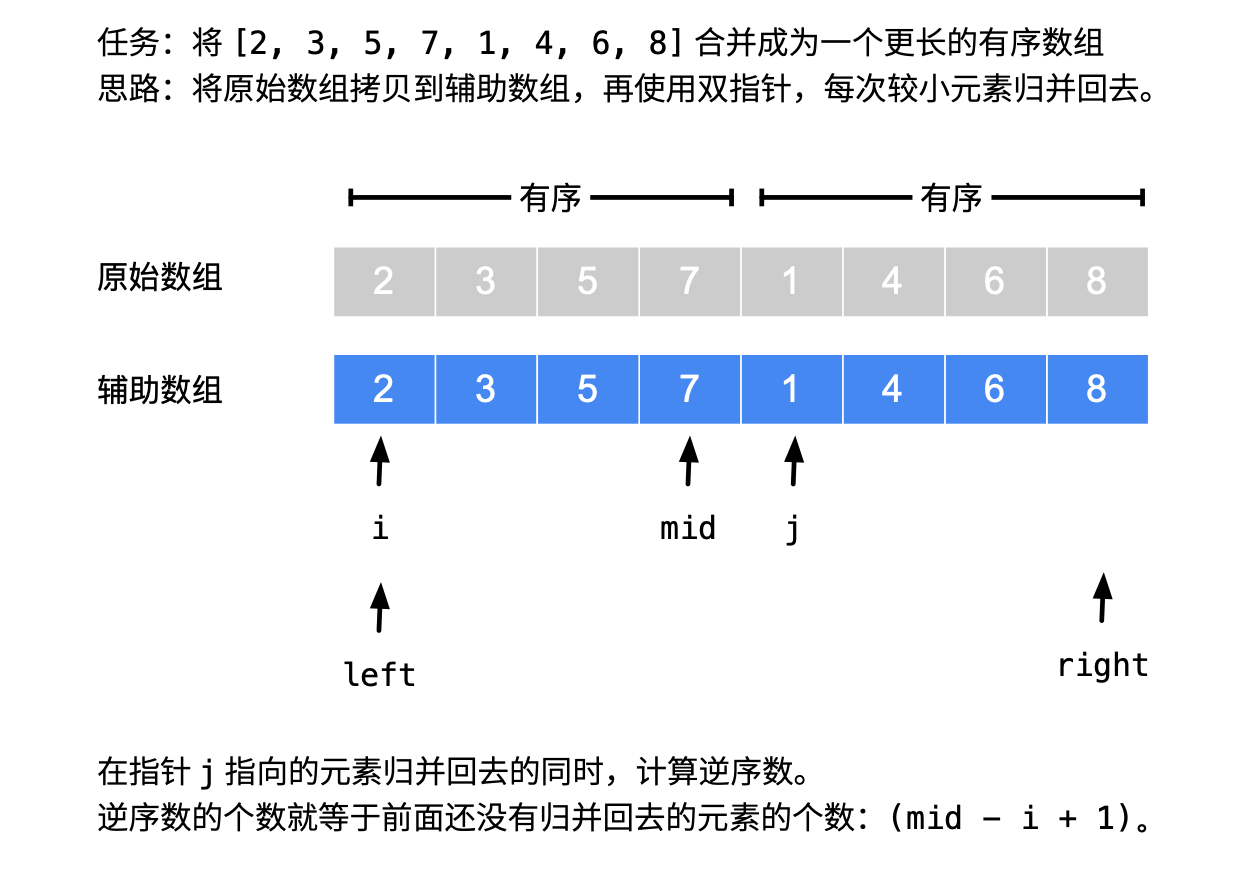 任务：将 [2, 3, 5, 7, 1, 4, 6, 8] 合并成为一个更长的有序数组
思路：将原始数组拷贝到辅助数组，再使用双指针，每次较小元素归并回去。
有序 有序
原始数组 2 3 5 7 1 4 6 8
辅助数组 2 3 5 7 1 4 6 8
i mid j
left right
在指针 j 指向的元素归并回去的同时，计算逆序数。
逆序数的个数就等于前面还没有归并回去的元素的个数：(mid - i + 1)。